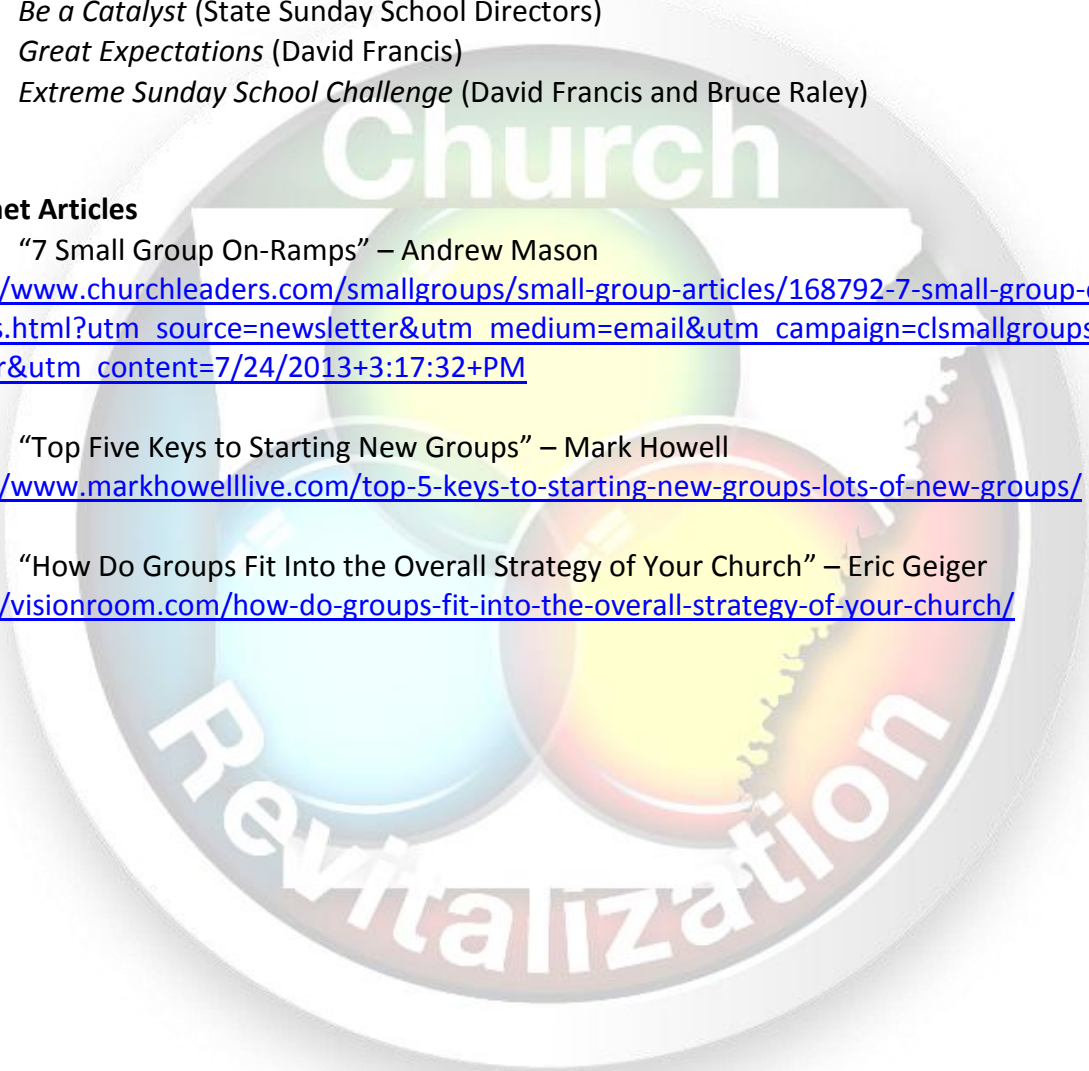 Be a Catalyst (State Sunday School Directors)
Great Expectations (David Francis)
Extreme Sunday School Challenge (David Francis and Bruce Raley)
Church
et Articles
“7 Small Group On-Ramps” – Andrew Mason
/www.churchleaders.com/smallgroups/small-group-articles/168792-7-small-group-
s.html?utm_source=newsletter&utm_medium=email&utm_campaign=clsmallgroups
r&utm_content=7/24/2013+3:17:32+PM
“Top Five Keys to Starting New Groups” – Mark Howell
/www.markhowelllive.com/top-5-keys-to-starting-new-groups-lots-of-new-groups/
“How Do Groups Fit Into the Overall Strategy of Your Church” – Eric Geiger
/visionroom.com/how-do-groups-fit-into-the-overall-strategy-of-your-church/
Revitalization